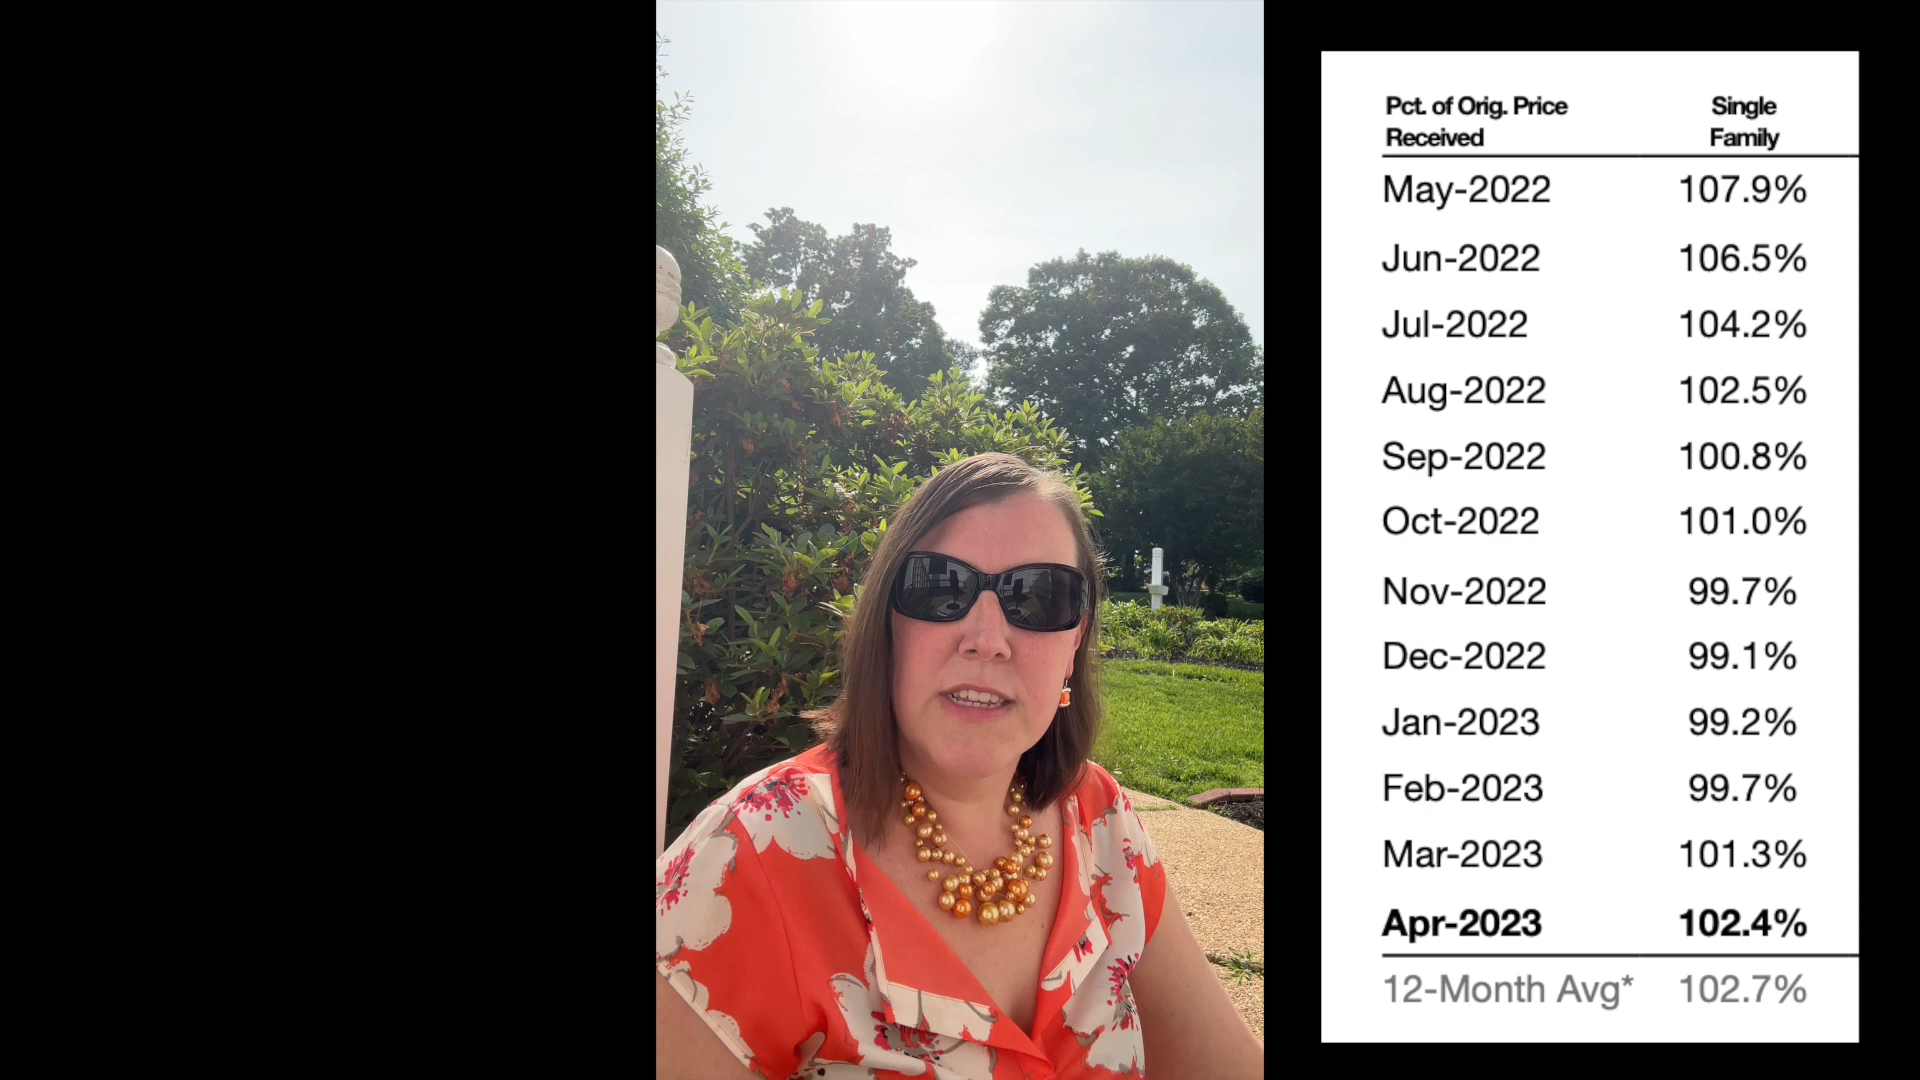 Pct. of Orig. Price Single
Received Family
May-2022 107.9%
Jun-2022 106.5%
Jul-2022 104.2%
Aug-2022 102.5%
Sep-2022 100.8%
Oct-2022 101.0%
Nov-2022 99.7%
Dec-2022 99.1%
Jan-2023 99.2%
Feb-2023 99.7%
Mar-2023 101.3%
Apr-2023 102.4%
12-Month Avg* 102.7%